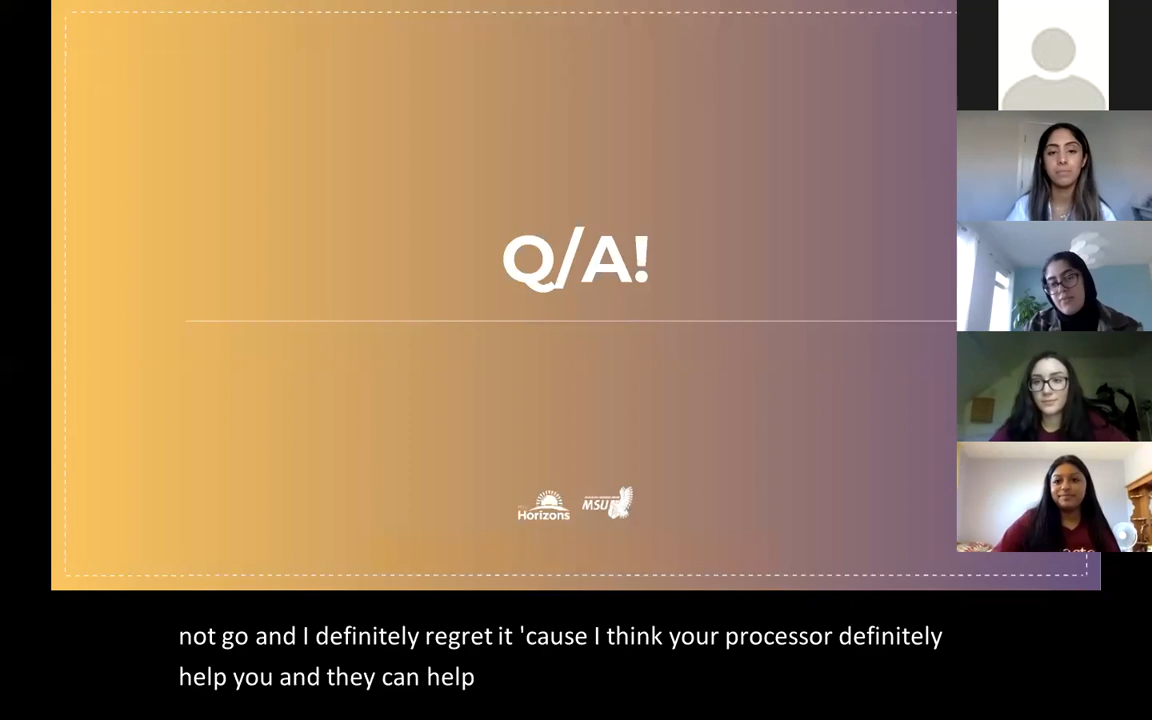 Q/A!
Horizons
MSU
not go and I definitely regret it 'cause I think your processor definitely
help you and they can help